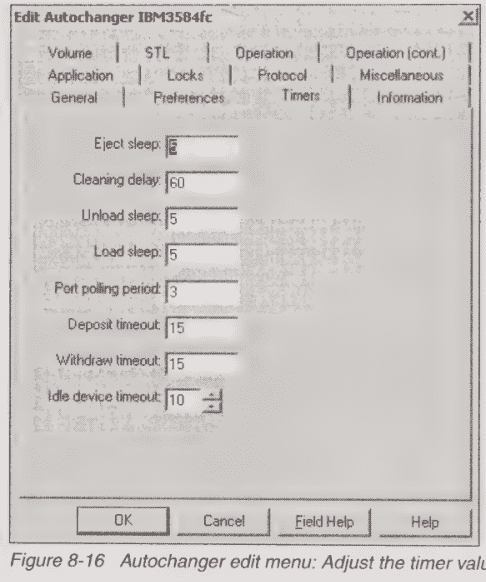 Edit Autochanger IBM3584fc
Volume STL Operation Operation (cont.)
Application Locks Protocol Miscellaneous
General Preferences Timers Information
Eject sleep:
Cleaning delay: 60
Unload sleep: 5
Load sleep: 5
Port polling period: 3
Deposit timeout: 15
Withdraw timeout: 15
Idle device timeout: 10
OK Cancel Field Help Help
Figure 8-16 Autochanger edit menu: Adjust the timer valu